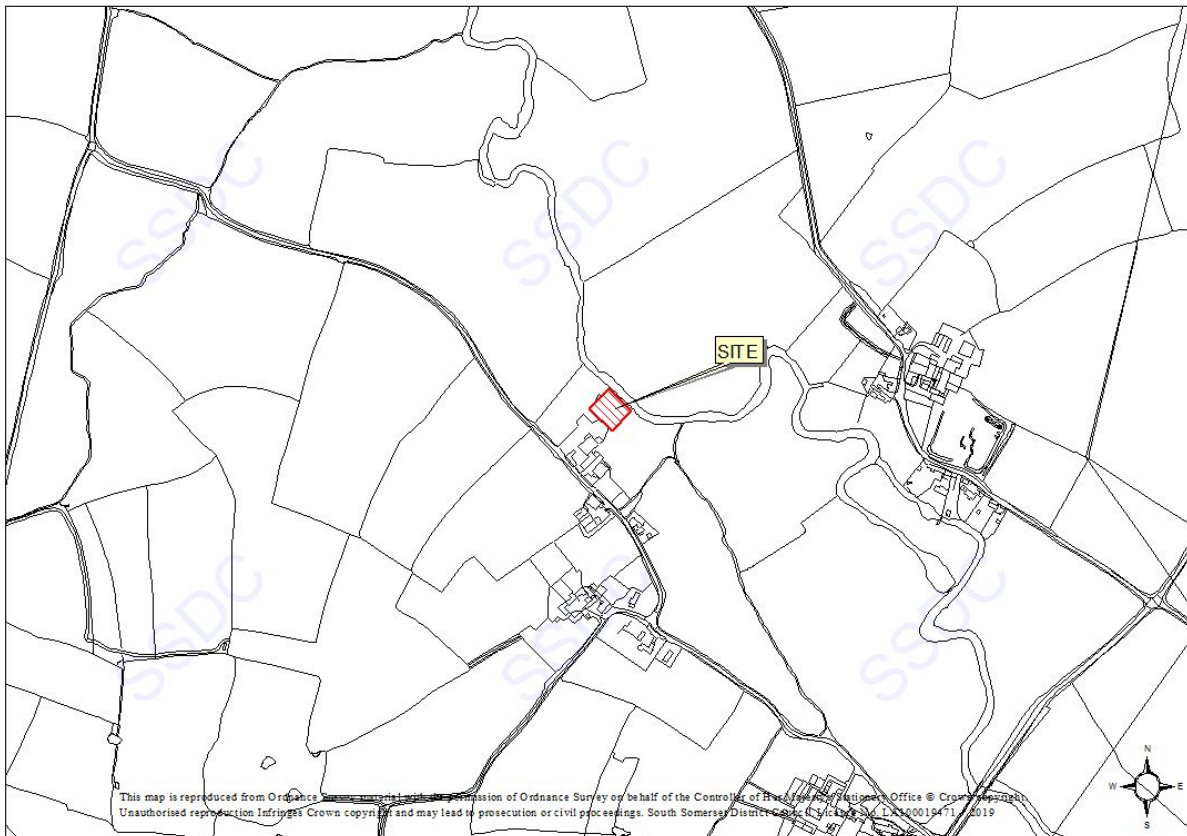 SSDC
SSDC
SSDC
SITE
N
W
E
S
SSDC
SSDC
SSDC
This map is reproduced from Ordnance Survey material with the permission of Ordnance Survey on behalf of the Controller of Her Majesty's Stationery Office © Crown copyright.
Unauthorised reproduction Infringes Crown copyright and may lead to prosecution or civil proceedings. South Somerset District Council, Licence No. LA100019471 - 2019